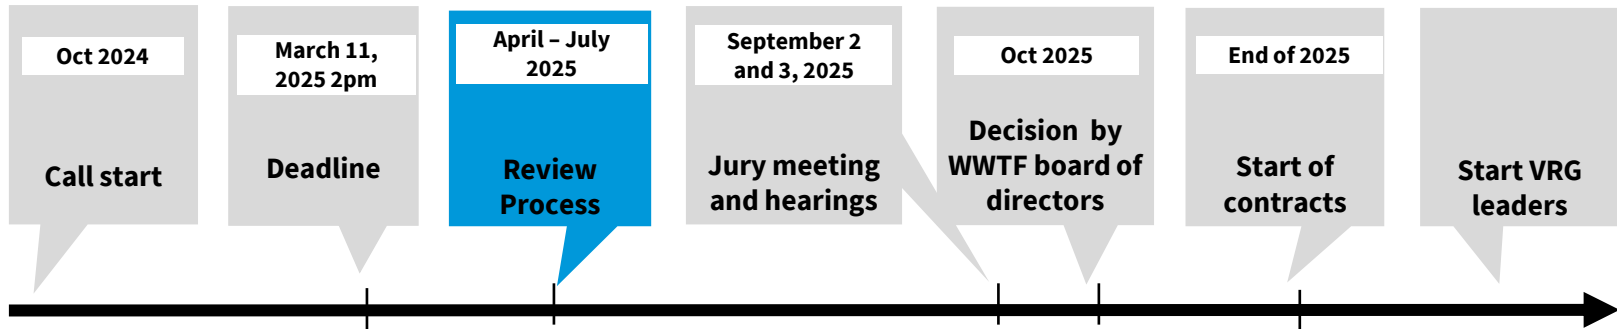 Oct 2024
Call start
March 11,
2025 2pm
Deadline
April – July
2025
Review
Process
September 2
and 3, 2025
Jury meeting
and hearings
Oct 2025
Decision by
WWTF board of
directors
End of 2025
Start of
contracts
Start VRG
leaders